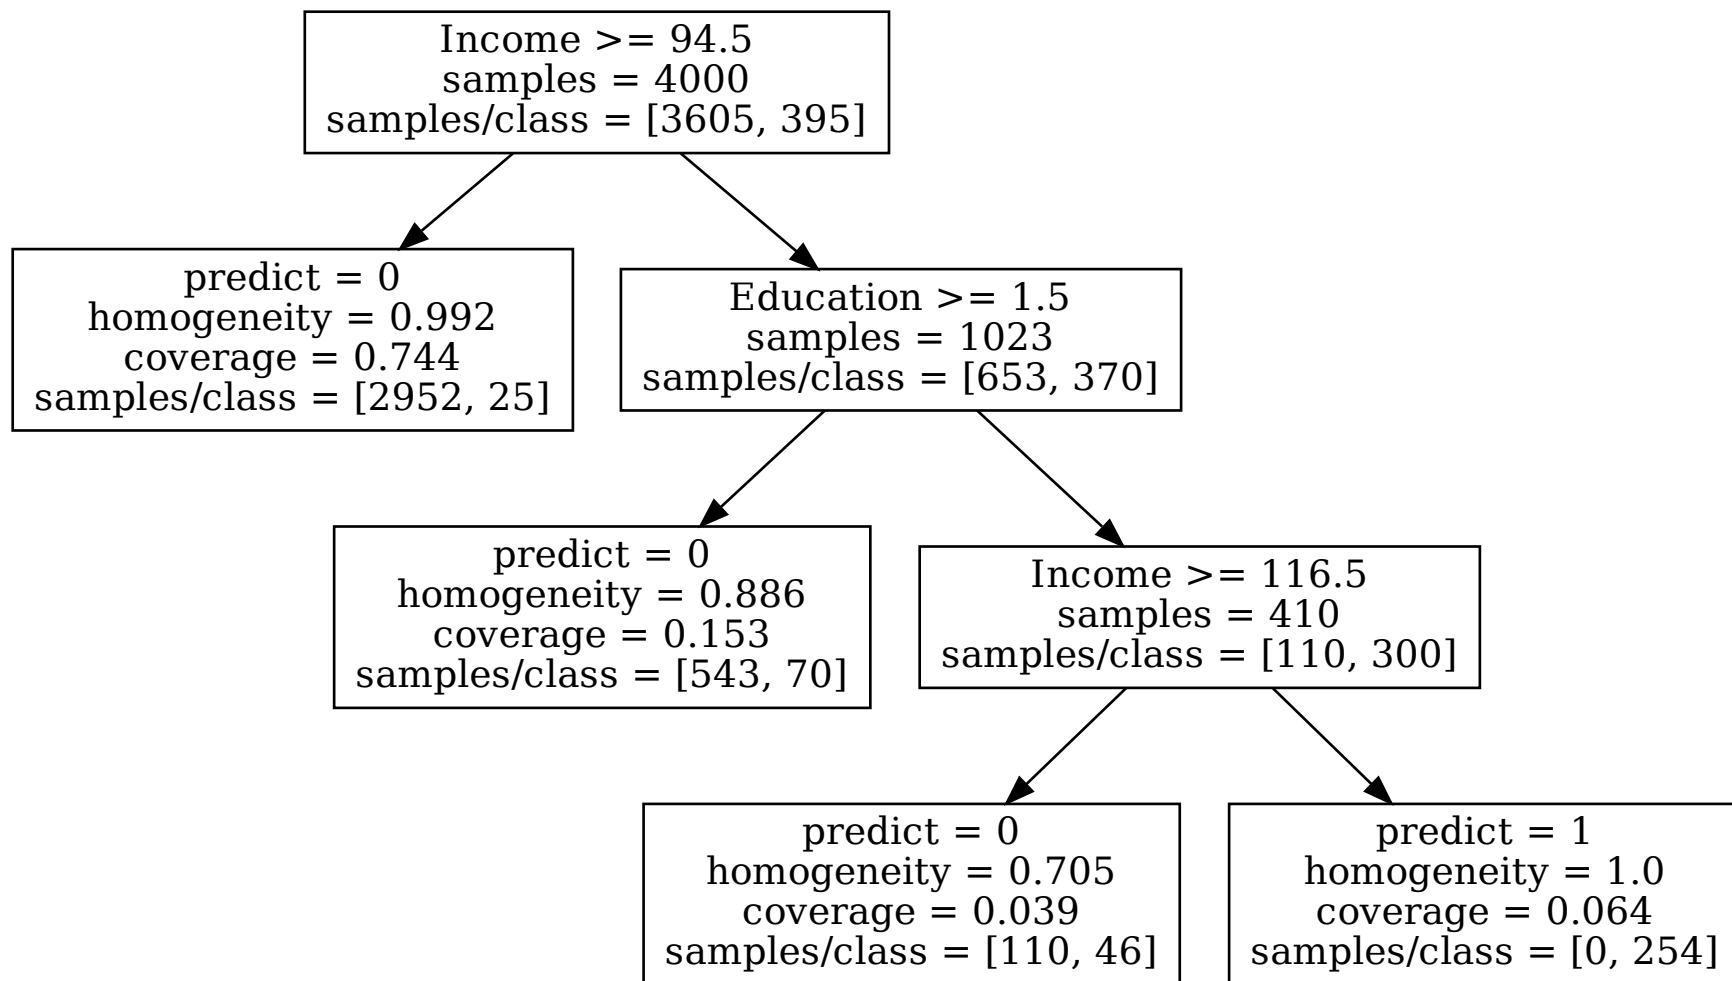 Income >= 94.5
samples = 4000
samples/class = [3605, 395]
predict = 0
homogeneity = 0.992
coverage = 0.744
samples/class = [2952, 25]
Education >= 1.5
samples = 1023
samples/class = [653, 370]
predict = 0
homogeneity = 0.886
coverage = 0.153
samples/class = [543, 70]
Income >= 116.5
samples = 410
samples/class = [110, 300]
predict = 0
homogeneity = 0.705
coverage = 0.039
samples/class = [110, 46]
predict = 1
homogeneity = 1.0
coverage = 0.064
samples/class = [0, 254]